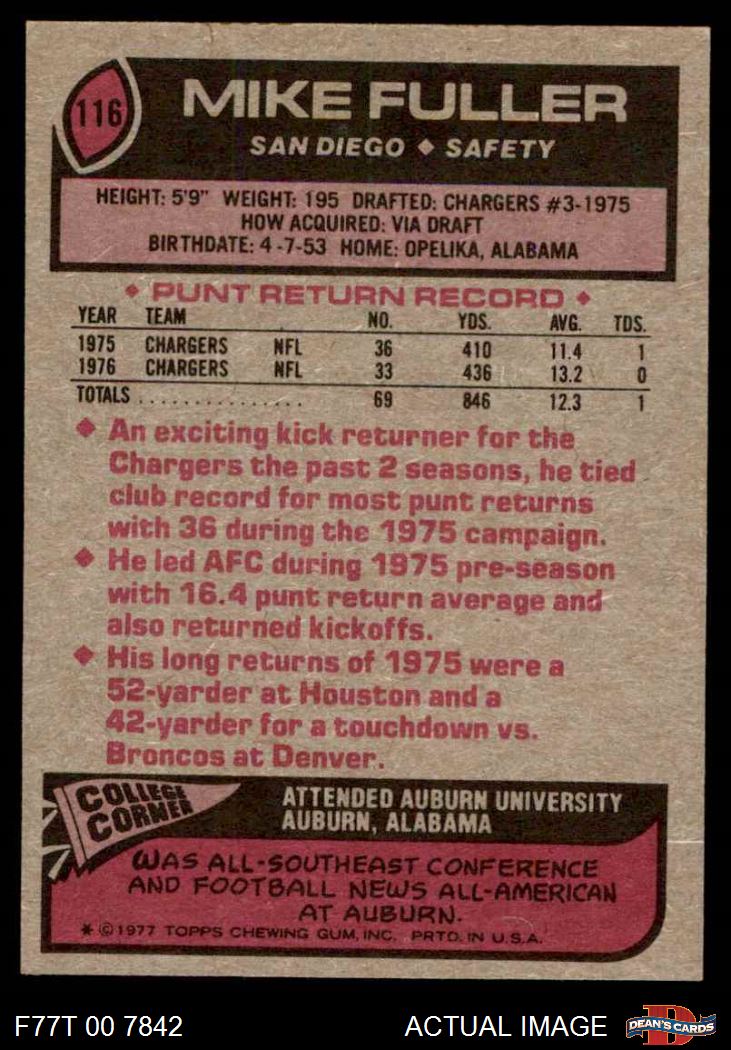 116
MIKE FULLER
SAN DIEGO ♦ SAFETY
HEIGHT: 5'9" WEIGHT: 195 DRAFTED: CHARGERS #3-1975
HOW ACQUIRED: VIA DRAFT
BIRTHDATE: 4-7-53 HOME: OPELIKA, ALABAMA
♦ PUNT RETURN RECORD ♦
YEAR TEAM NO. YDS. AVG. TDS.
1975 CHARGERS NFL 36 410 11.4 1
1976 CHARGERS NFL 33 436 13.2 0
TOTALS . . . . . . . . . . . . . . . . 69 846 12.3 1
♦ An exciting kick returner for the
Chargers the past 2 seasons, he tied
club record for most punt returns
with 36 during the 1975 campaign.
♦ He led AFC during 1975 pre-season
with 16.4 punt return average and
also returned kickoffs.
♦ His long returns of 1975 were a
52-yarder at Houston and a
42-yarder for a touchdown vs.
Broncos at Denver.
COLLEGE
CORNER
ATTENDED AUBURN UNIVERSITY
AUBURN, ALABAMA
WAS ALL-SOUTHEAST CONFERENCE
AND FOOTBALL NEWS ALL-AMERICAN
AT AUBURN.
* ©1977 TOPPS CHEWING GUM, INC. PRTD. IN U.S.A.
F77T 00 7842 ACTUAL IMAGE DEAN'S CARDS